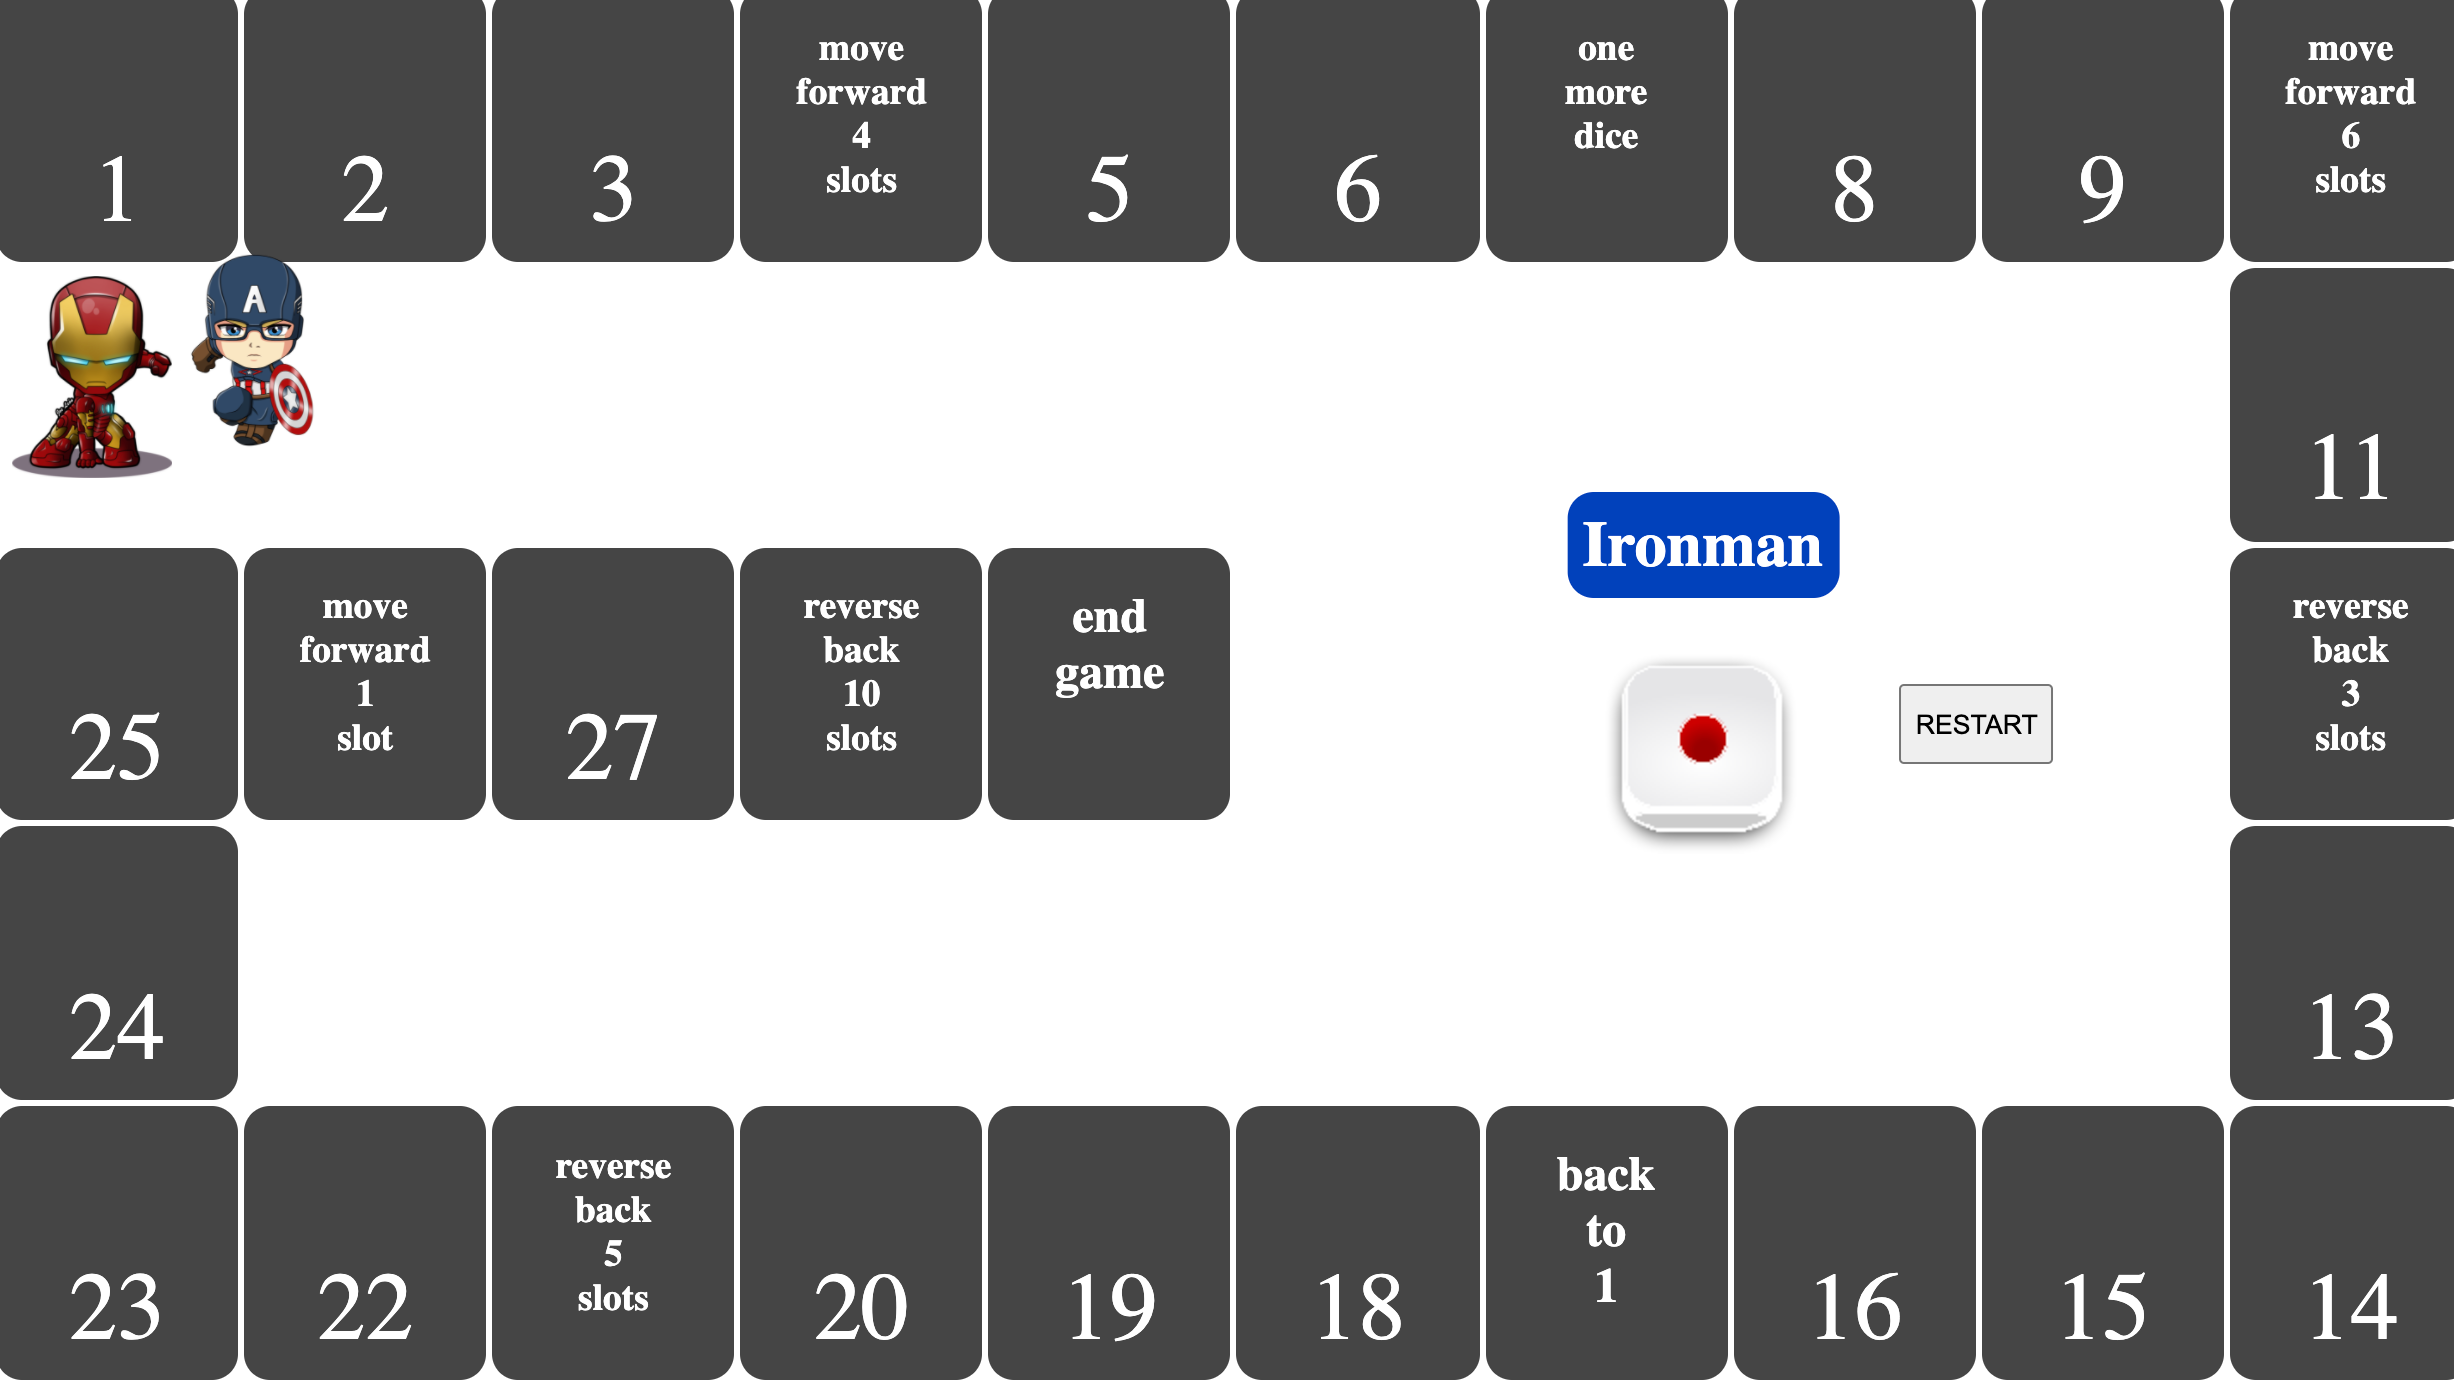 1
2
3
move
forward
4
slots
5
6
one
more
dice
8
9
move
forward
6
slots
A
11
Ironman
25
move
forward
1
slot
27
reverse
back
10
slots
end
game
RESTART
reverse
back
3
slots
24
13
23
22
reverse
back
5
slots
20
19
18
back
to
1
16
15
14